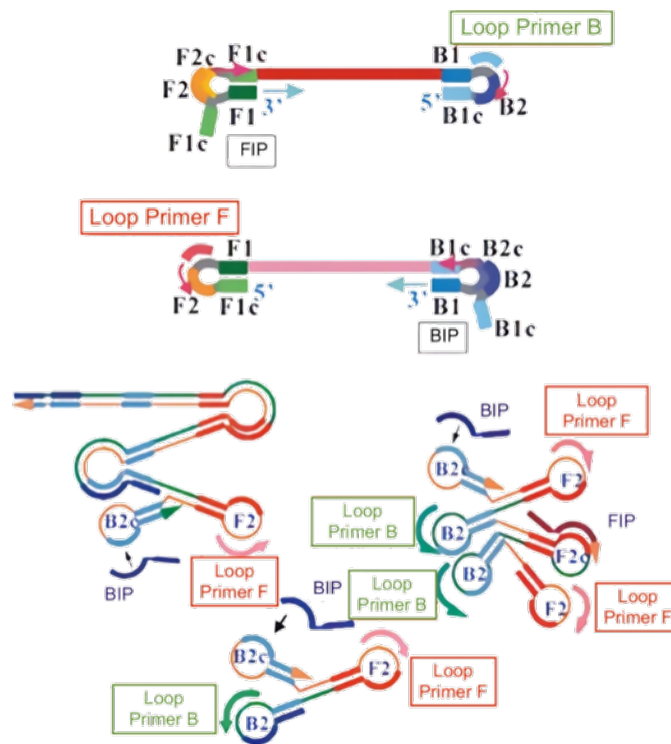 Loop Primer B
F2c
F1c
B1
F2
3’
5’
F1
B1c
B2
F1c
FIP
Loop Primer F
F1
B1c
B2c
5’
B2
F2
F1c
3’
B1
BIP
B1c
Loop
Primer F
BIP
B2c
F2
Loop
Primer B
B2
FIP
B2c
F2
F2c
B2
Loop
Primer F
Loop
Primer B
F2
Loop
Primer F
BIP
BIP
B2c
F2
Loop
Primer F
Loop
Primer B
B2